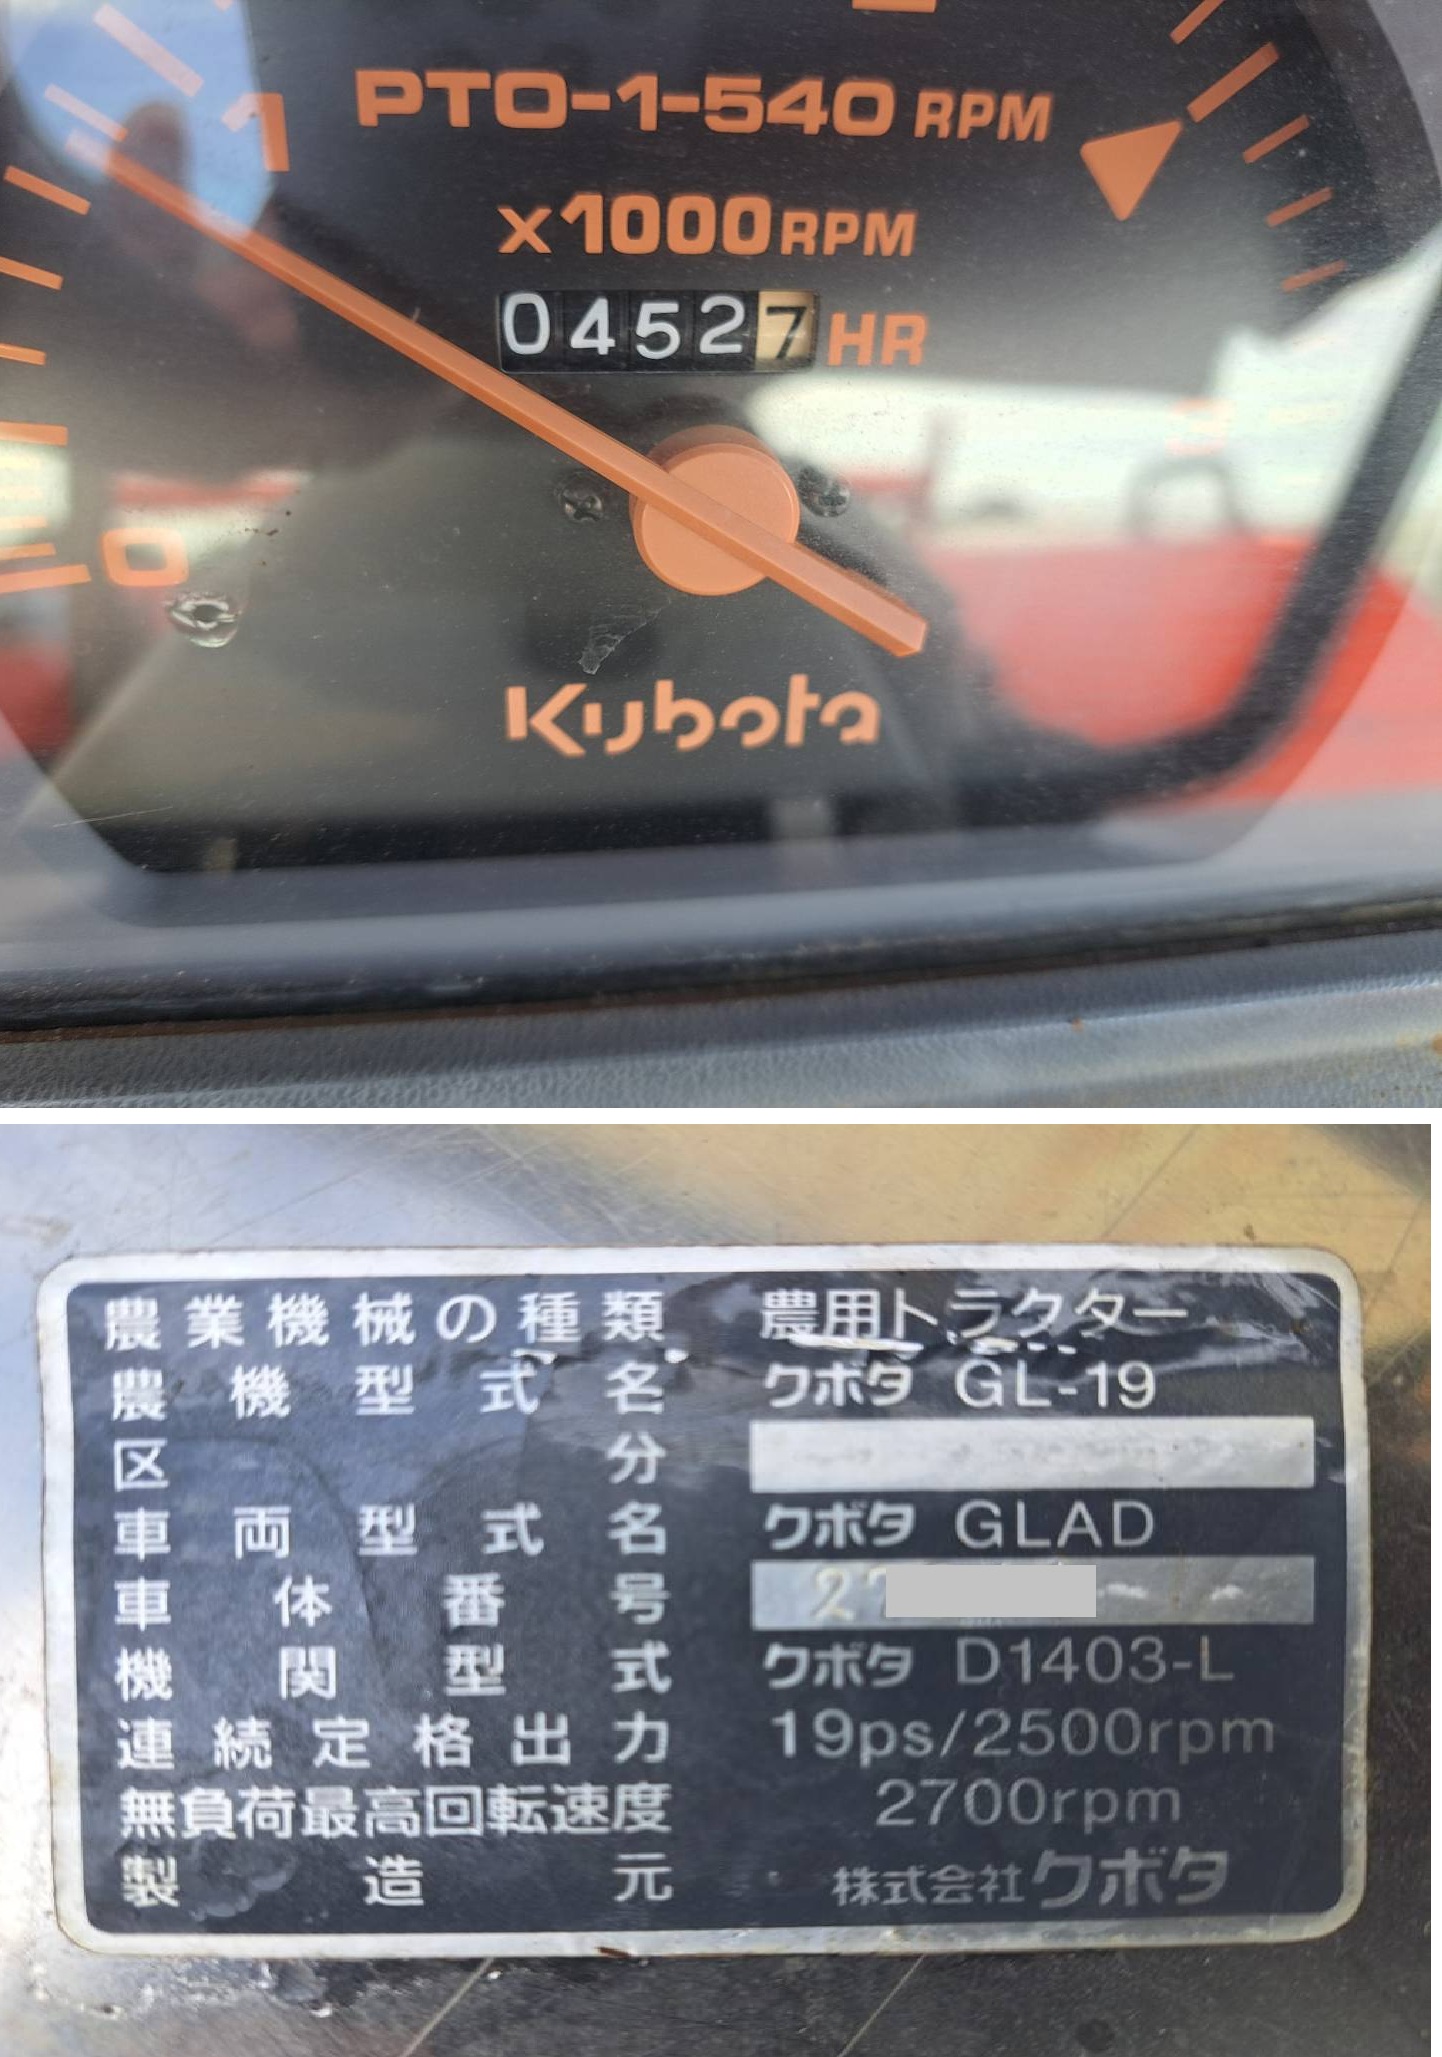 1
PTO-1-540 RPM
x1000RPM
04527 HR
0
Kubota
農業機械の種類 農用トラクター
農機型式名 クボタ GL-19
区分
車両型式名 クボタ GLAD
車体番号 22
機関型式 クボタ D1403-L
連続定格出力 19ps/2500rpm
無負荷最高回転速度 2700rpm
製造元 株式会社クボタ